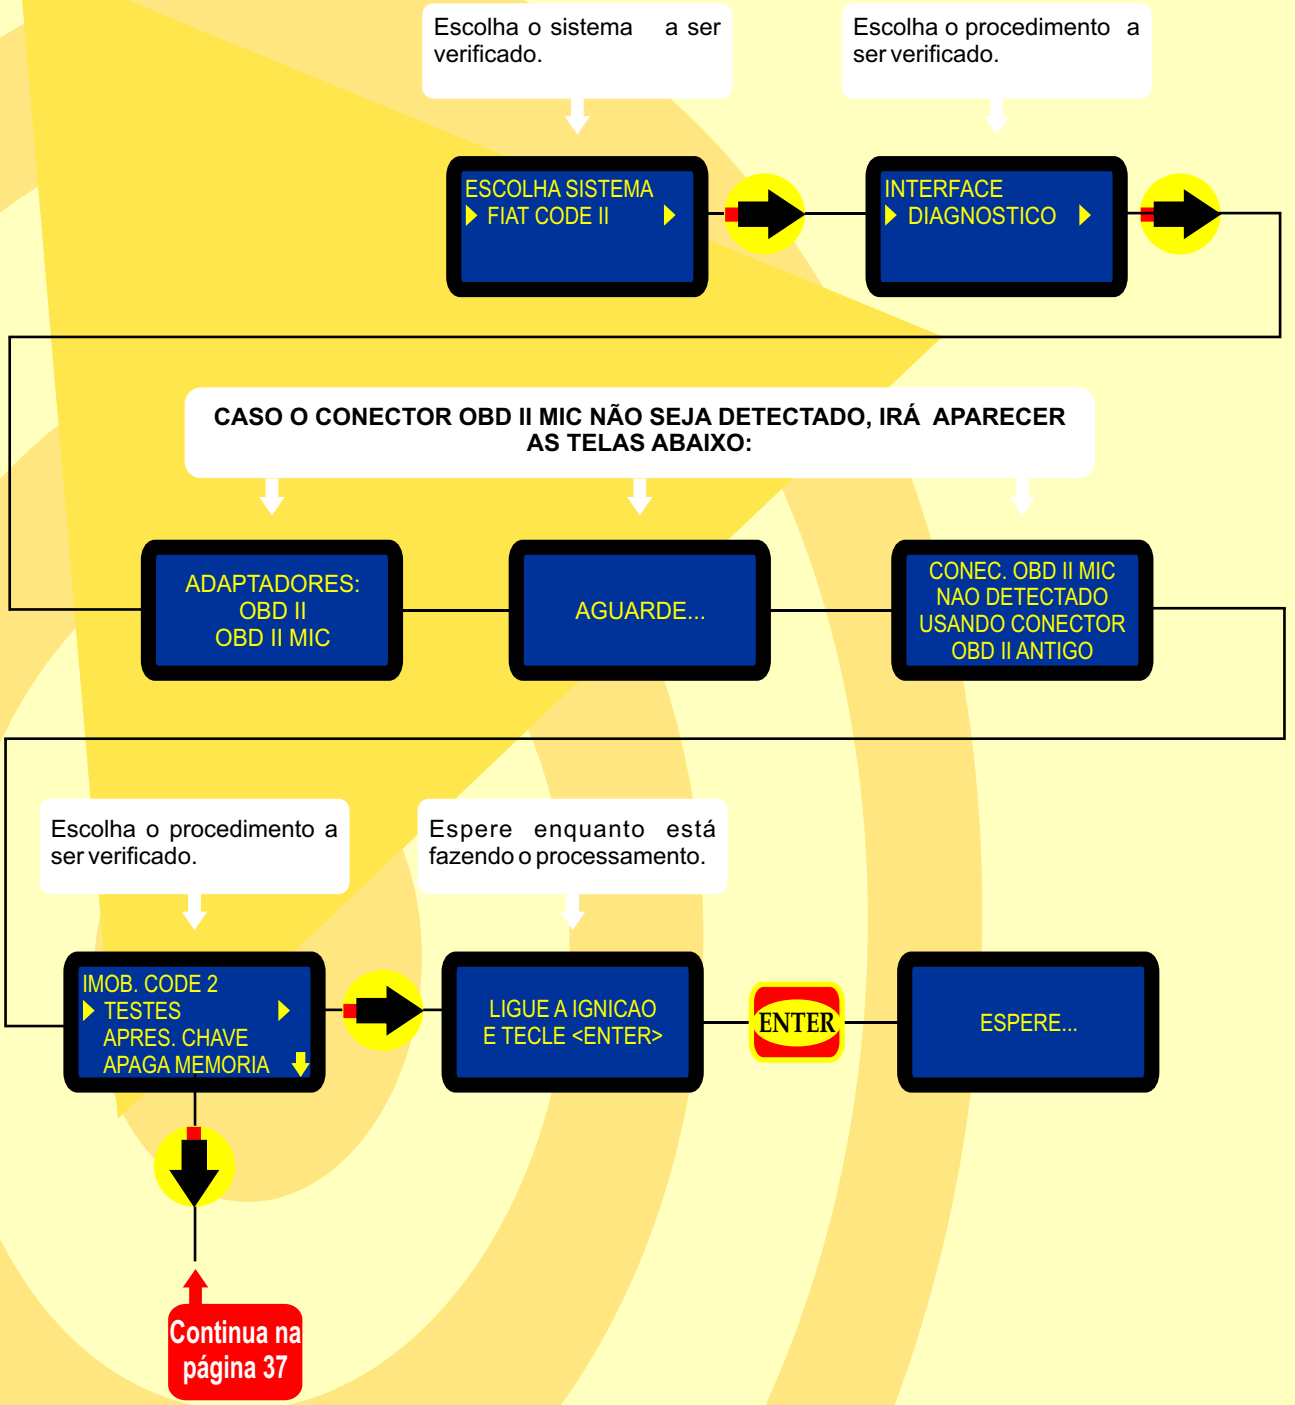 Escolha o sistema a ser
verificado.
Escolha o procedimento a
ser verificado.
ESCOLHA SISTEMA
FIAT CODE II
INTERFACE
DIAGNOSTICO
CASO O CONECTOR OBD II MIC NÃO SEJA DETECTADO, IRÁ APARECER
AS TELAS ABAIXO:
ADAPTADORES:
OBD II
OBD II MIC
AGUARDE...
CONEC. OBD II MIC
NAO DETECTADO
USANDO CONECTOR
OBD II ANTIGO
Escolha o procedimento a
ser verificado.
Espere enquanto está
fazendo o processamento.
IMOB. CODE 2
TESTES
APRES. CHAVE
APAGA MEMORIA
LIGUE A IGNICAO
E TECLE <ENTER>
ENTER
ESPERE...
Continua na
página 37